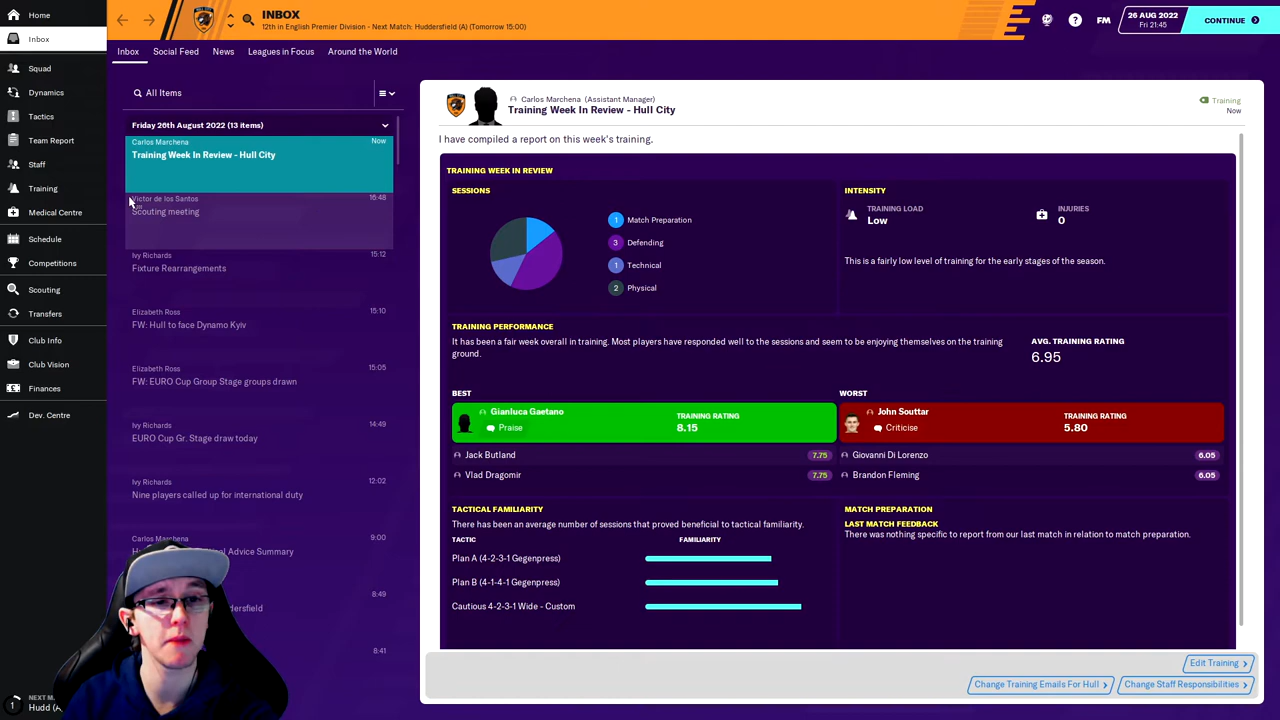 Home
Inbox
Squad
Dynamics
Tactics
Team Report
Staff
Training
Medical Centre
Schedule
Competitions
Scouting
Transfers
Club Info
Club Vision
Finances
Dev. Centre
NEXT M
Hudd (A
INBOX
12th in English Premier Division - Next Match: Huddersfield (A) (Tomorrow 15:00)
FM
26 AUG 2022
Fri 21:45
CONTINUE
Inbox
Social Feed
News
Leagues in Focus
Around the World
All Items
Friday 26th August 2022 (13 items)
Carlos Marchena
Now
Training Week In Review - Hull City
Victor de los Santos
16:48
Scouting meeting
Ivy Richards
15:12
Fixture Rearrangements
Elizabeth Ross
15:10
FW: Hull to face Dynamo Kyiv
Elizabeth Ross
15:05
FW: EURO Cup Group Stage groups drawn
Ivy Richards
14:49
EURO Cup Gr. Stage draw today
Ivy Richards
12:02
Nine players called up for international duty
Carlos Marchena
9:00
Advice Summary
8:49
dersfield
8:41
Carlos Marchena (Assistant Manager)
Training Week In Review - Hull City
Training
Now
I have compiled a report on this week's training.
TRAINING WEEK IN REVIEW
SESSIONS
1 Match Preparation
3 Defending
1 Technical
2 Physical
INTENSITY
TRAINING LOAD
Low
INJURIES
0
This is a fairly low level of training for the early stages of the season.
TRAINING PERFORMANCE
It has been a fair week overall in training. Most players have responded well to the sessions and seem to be enjoying themselves on the training
ground.
AVG. TRAINING RATING
6.95
BEST
Gianluca Gaetano
Praise
TRAINING RATING
8.15
Jack Butland
7.75
Vlad Dragomir
7.75
WORST
John Souttar
Criticise
TRAINING RATING
5.80
Giovanni Di Lorenzo
6.05
Brandon Fleming
6.05
TACTICAL FAMILIARITY
There has been an average number of sessions that proved beneficial to tactical familiarity.
TACTIC
FAMILIARITY
Plan A (4-2-3-1 Gegenpress)
Plan B (4-1-4-1 Gegenpress)
Cautious 4-2-3-1 Wide - Custom
MATCH PREPARATION
LAST MATCH FEEDBACK
There was nothing specific to report from our last match in relation to match preparation.
Edit Training
Change Training Emails For Hull
Change Staff Responsibilities